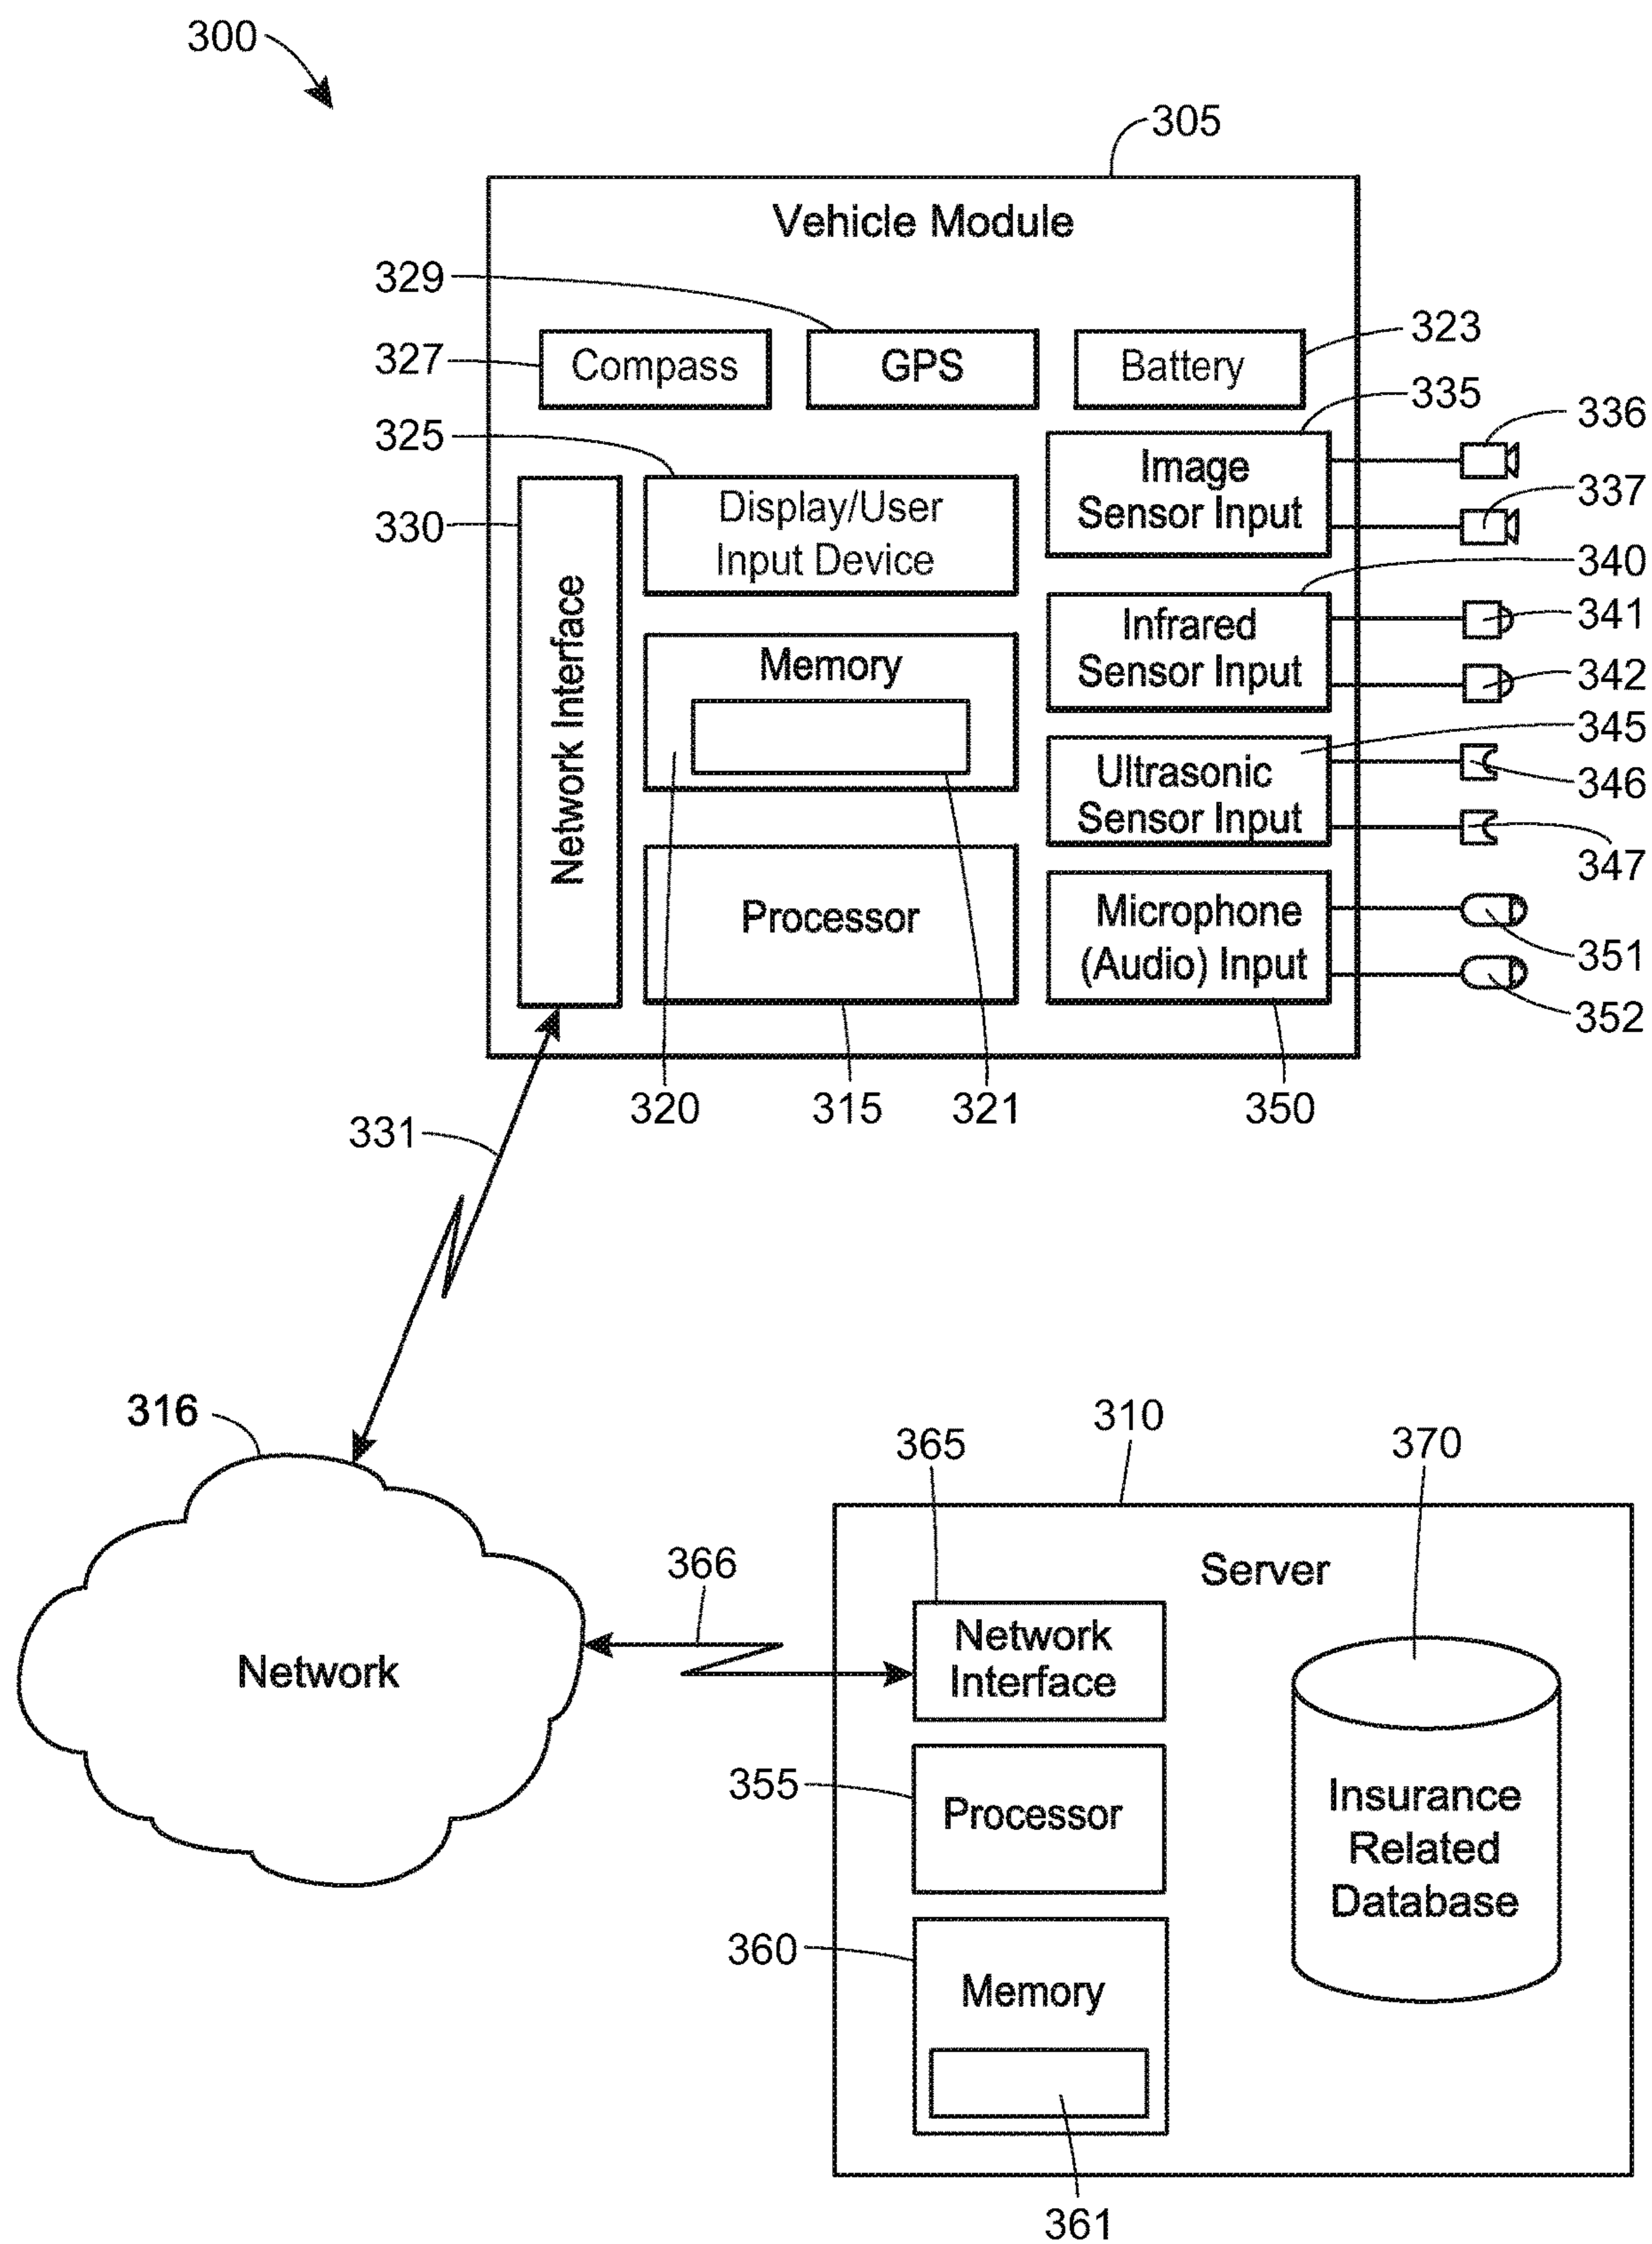 300
305
Vehicle Module
329
327
Compass
GPS
Battery
323
335
336
325
Image
Sensor Input
337
330
Display/User
Input Device
340
Network Interface
Infrared
Sensor Input
341
342
Memory
345
Ultrasonic
Sensor Input
346
347
Processor
Microphone
(Audio) Input
351
352
320
315
321
350
331
316
310
365
370
366
Server
Network
Network
Interface
355
Processor
Insurance
Related
Database
360
Memory
361